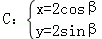 C: {x=2cosβ
y=2sinβ